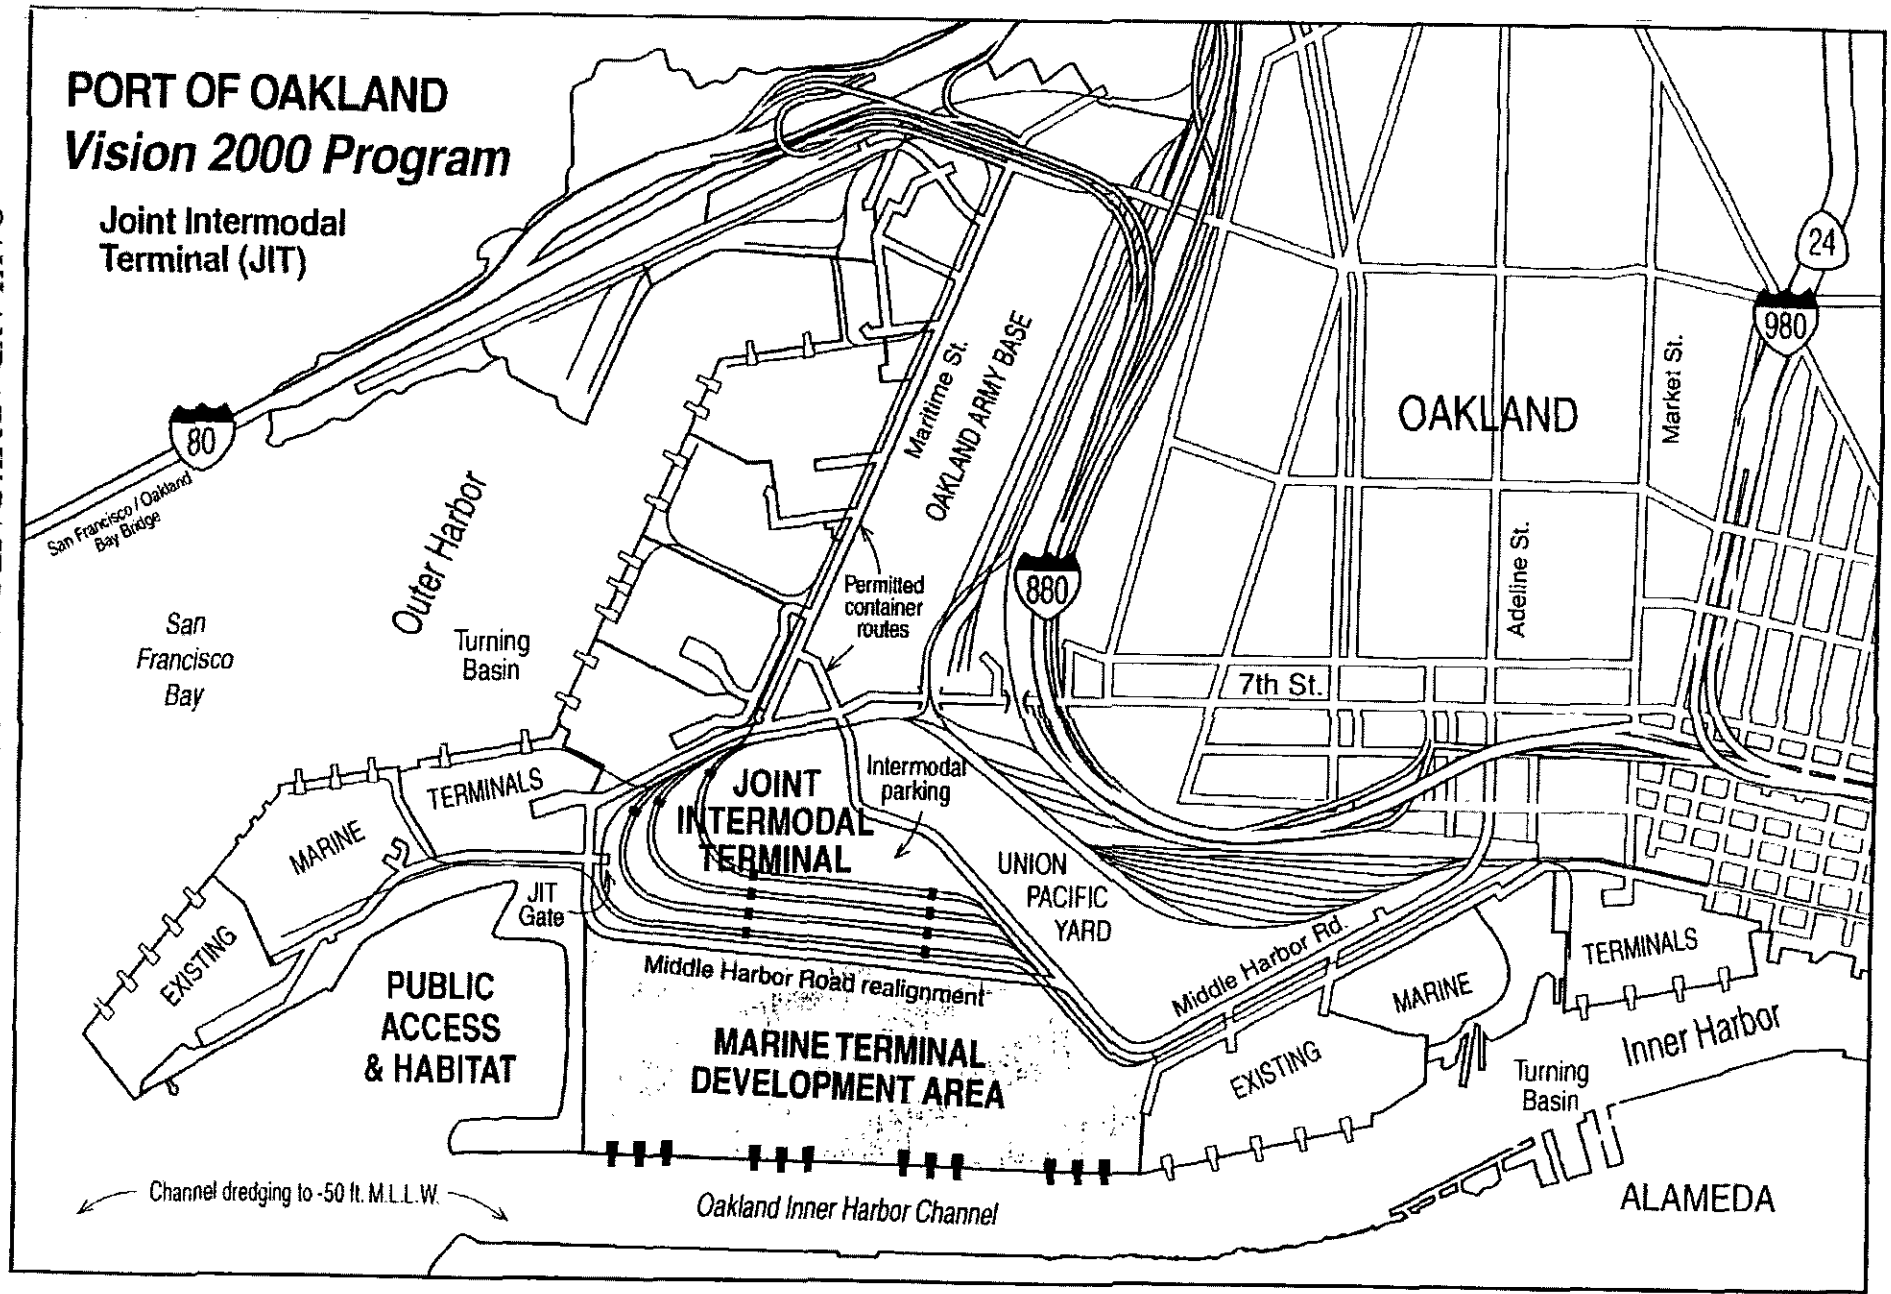 PORT OF OAKLAND
Vision 2000 Program
Joint Intermodal
Terminal (JIT)
24
980
80
San Francisco / Oakland
Bay Bridge
Maritime St.
OAKLAND ARMY BASE
OAKLAND
Market St.
Outer Harbor
880
Adeline St.
Permitted
container
routes
San
Francisco
Bay
Turning
Basin
7th St.
TERMINALS
MARINE
EXISTING
JOINT
INTERMODAL
TERMINAL
Intermodal
parking
UNION
PACIFIC
YARD
JIT
Gate
Middle Harbor Road realignment
Middle Harbor Rd.
PUBLIC
ACCESS
& HABITAT
MARINE TERMINAL
DEVELOPMENT AREA
EXISTING
MARINE
TERMINALS
Inner Harbor
Turning
Basin
Channel dredging to -50 ft. M.L.L.W.
Oakland Inner Harbor Channel
ALAMEDA